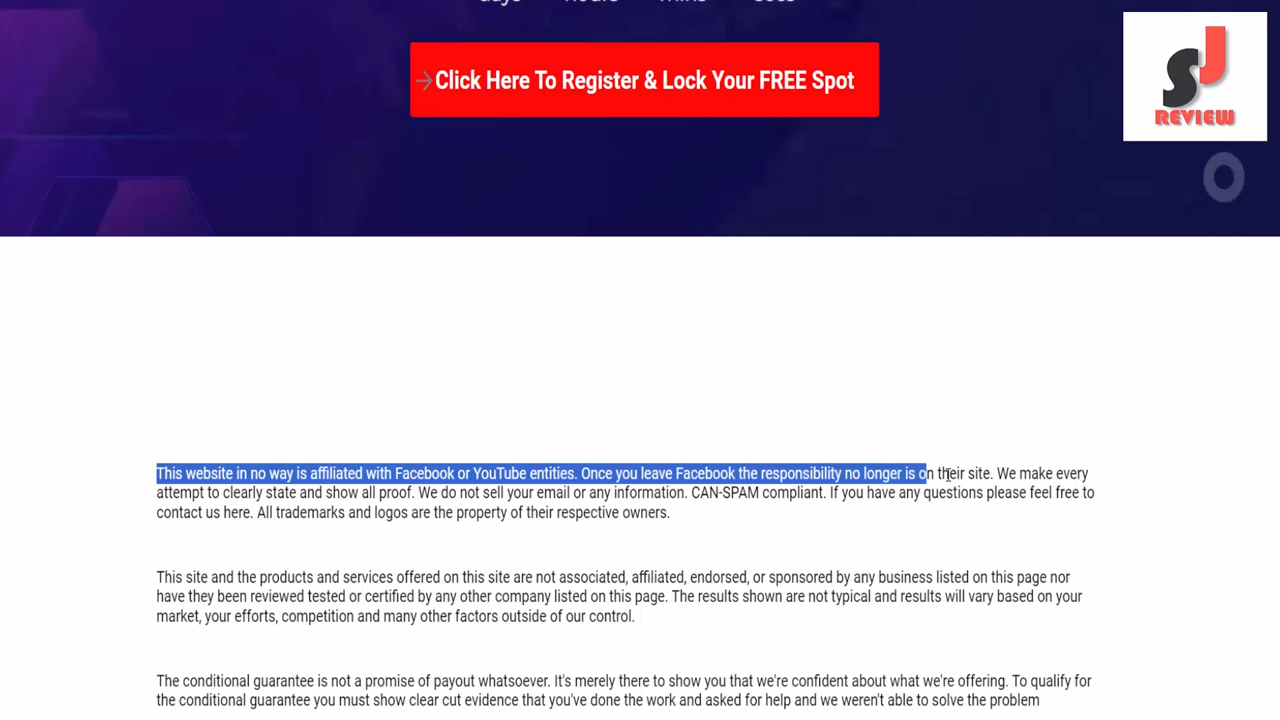 days hours mins secs
Click Here To Register & Lock Your FREE Spot
SJ
REVIEW
This website in no way is affiliated with Facebook or YouTube entities. Once you leave Facebook the responsibility no longer is on their site. We make every
attempt to clearly state and show all proof. We do not sell your email or any information. CAN-SPAM compliant. If you have any questions please feel free to
contact us here. All trademarks and logos are the property of their respective owners.
This site and the products and services offered on this site are not associated, affiliated, endorsed, or sponsored by any business listed on this page nor
have they been reviewed tested or certified by any other company listed on this page. The results shown are not typical and results will vary based on your
market, your efforts, competition and many other factors outside of our control.
The conditional guarantee is not a promise of payout whatsoever. It's merely there to show you that we're confident about what we're offering. To qualify for
the conditional guarantee you must show clear cut evidence that you've done the work and asked for help and we weren't able to solve the problem